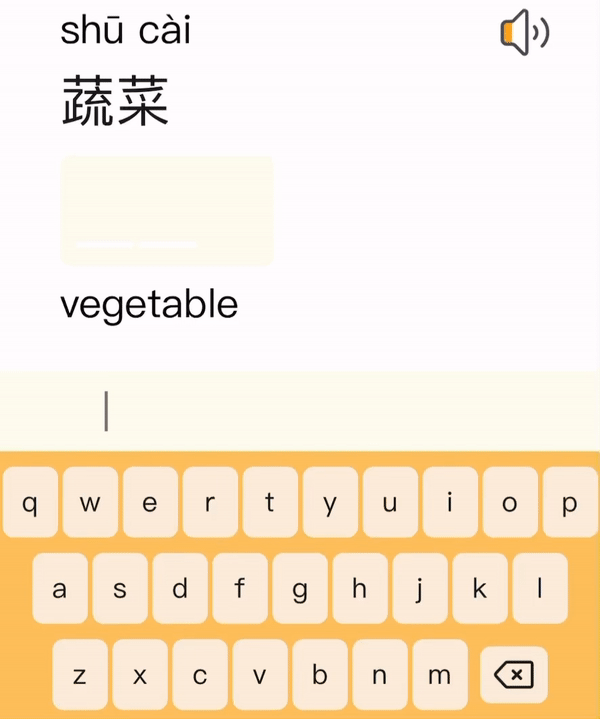 shū cài
蔬菜
vegetable
q w e r t y u i o p
a s d f g h j k l
z x c v b n m